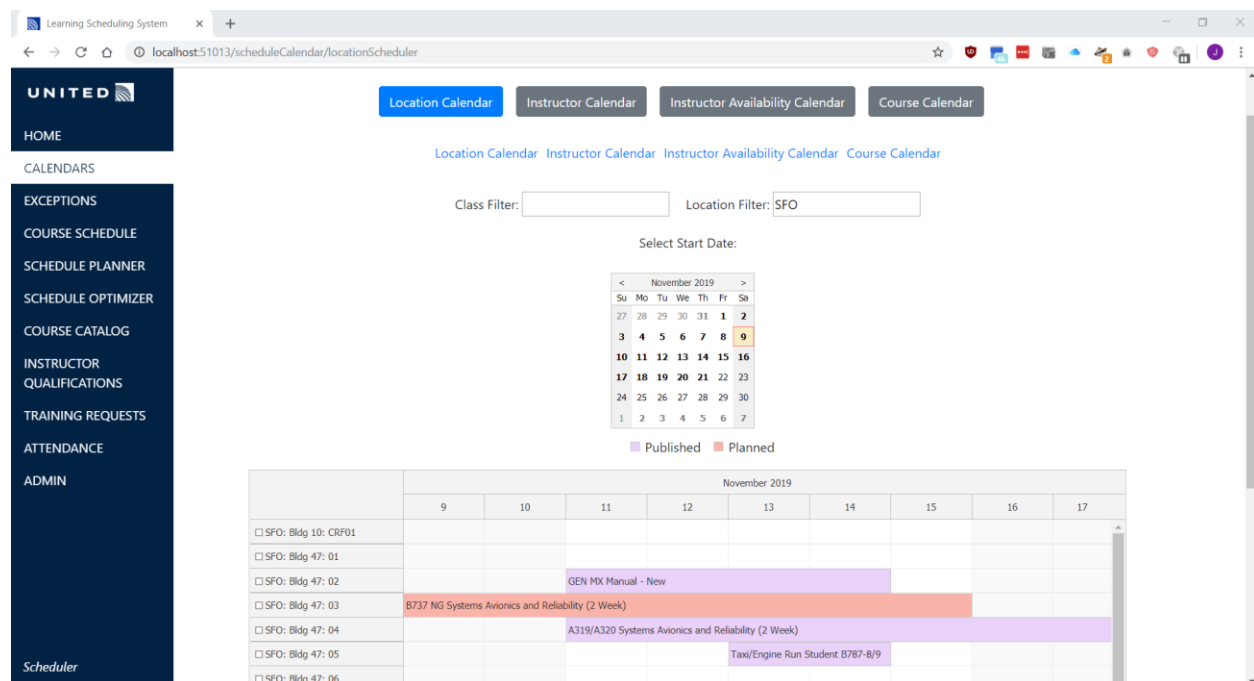 Learning Scheduling System
localhost:51013/scheduleCalendar/locationScheduler
UNITED
HOME
CALENDARS
EXCEPTIONS
COURSE SCHEDULE
SCHEDULE PLANNER
SCHEDULE OPTIMIZER
COURSE CATALOG
INSTRUCTOR
QUALIFICATIONS
TRAINING REQUESTS
ATTENDANCE
ADMIN
Scheduler
Location Calendar Instructor Calendar Instructor Availability Calendar Course Calendar
Location Calendar Instructor Calendar Instructor Availability Calendar Course Calendar
Class Filter: Location Filter: SFO
Select Start Date:
< November 2019 >
Su Mo Tu We Th Fr Sa
27 28 29 30 31 1 2
3 4 5 6 7 8 9
10 11 12 13 14 15 16
17 18 19 20 21 22 23
24 25 26 27 28 29 30
1 2 3 4 5 6 7
Published Planned
November 2019
9 10 11 12 13 14 15 16 17
SFO: Bldg 10: CRF01
SFO: Bldg 47: 01
SFO: Bldg 47: 02 GEN MX Manual - New
SFO: Bldg 47: 03 B737 NG Systems Avionics and Reliability (2 Week)
SFO: Bldg 47: 04 A319/A320 Systems Avionics and Reliability (2 Week)
SFO: Bldg 47: 05 Taxi/Engine Run Student B787-8/9
SFO: Bldg 47: 06